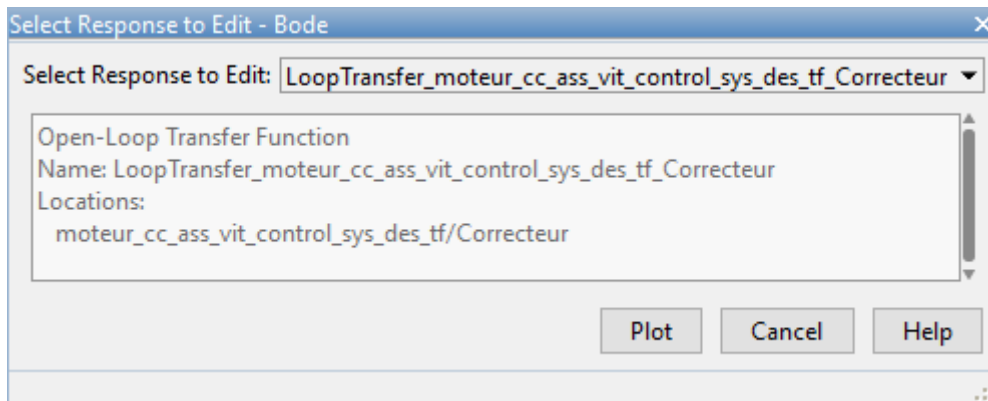 Select Response to Edit - Bode
Select Response to Edit: LoopTransfer_moteur_cc_ass_vit_control_sys_des_tf_Correcteur
Open-Loop Transfer Function
Name: LoopTransfer_moteur_cc_ass_vit_control_sys_des_tf_Correcteur
Locations:
moteur_cc_ass_vit_control_sys_des_tf/Correcteur
Plot Cancel Help